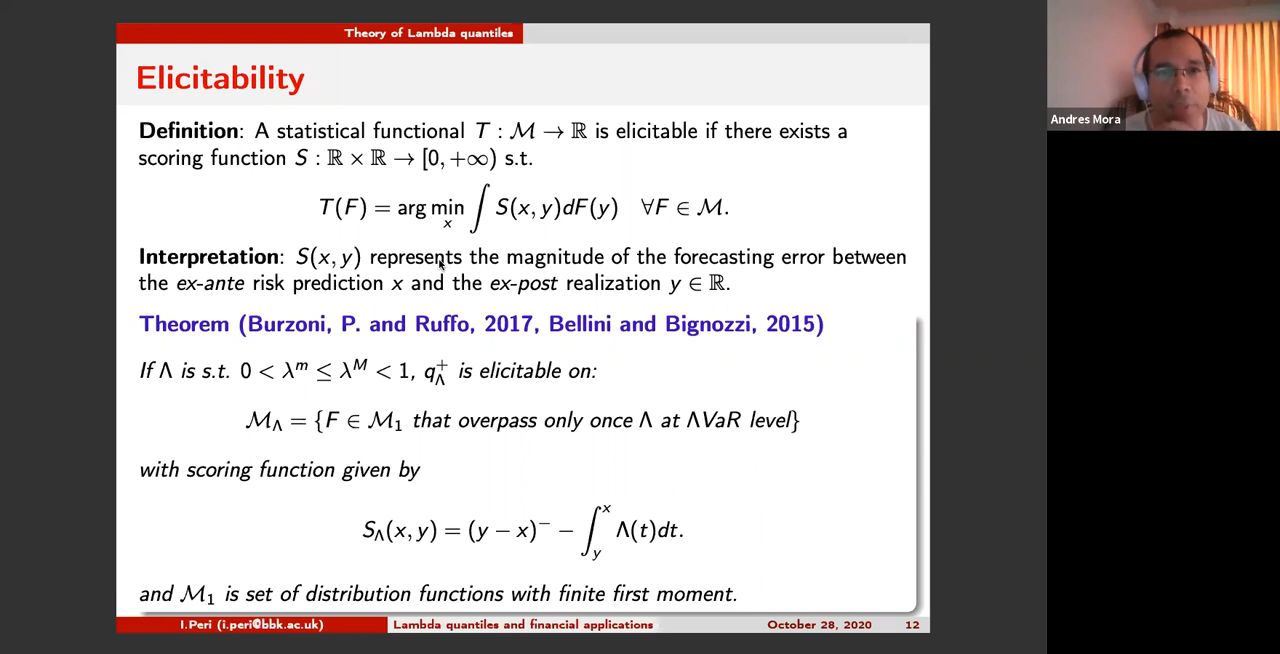 Theory of Lambda quantiles
Elicitability
Definition: A statistical functional T : ℳ → ℝ is elicitable if there exists a
scoring function S : ℝ × ℝ → [0, +∞) s.t.
T(F) = arg min_x ∫ S(x, y)dF(y) ∀F ∈ ℳ.
Interpretation: S(x, y) represents the magnitude of the forecasting error between
the ex-ante risk prediction x and the ex-post realization y ∈ ℝ.
Theorem (Burzoni, P. and Ruffo, 2017, Bellini and Bignozzi, 2015)
If Λ is s.t. 0 < λ^m ≤ λ^M < 1, q_Λ^+ is elicitable on:
ℳ_Λ = {F ∈ ℳ_1 that overpass only once Λ at ΛVaR level}
with scoring function given by
S_Λ(x, y) = (y − x)^− − ∫_y^x Λ(t)dt.
and ℳ_1 is set of distribution functions with finite first moment.
I.Peri (i.peri@bbk.ac.uk) Lambda quantiles and financial applications October 28, 2020 12
Andres Mora